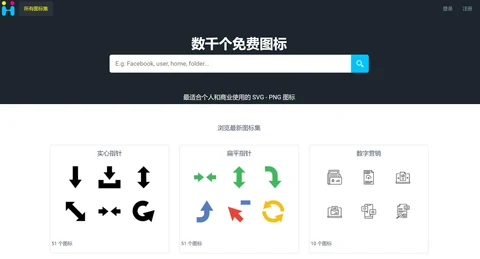 所有图标集
登录 注册
数千个免费图标
E.g. Facebook, user, home, folder...
最适合个人和商业使用的 SVG - PNG 图标
浏览最新图标集
实心指针 扁平指针 数字营销
51 个图标 51 个图标 10 个图标